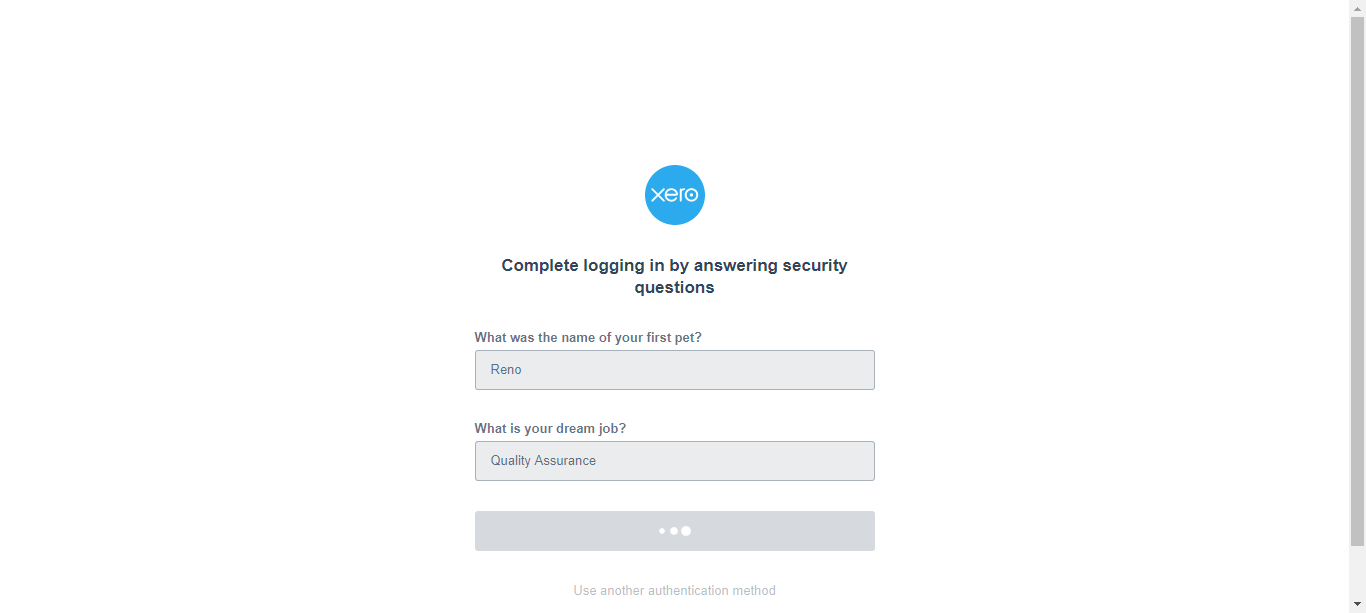 xero
Complete logging in by answering security
questions
What was the name of your first pet?
Reno
What is your dream job?
Quality Assurance
Use another authentication method